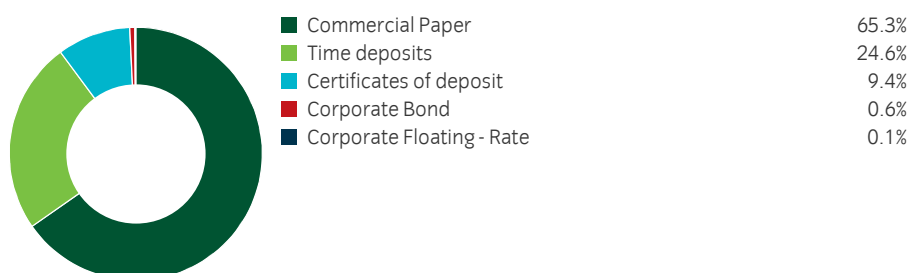 Commercial Paper 65.3%
Time deposits 24.6%
Certificates of deposit 9.4%
Corporate Bond 0.6%
Corporate Floating - Rate 0.1%